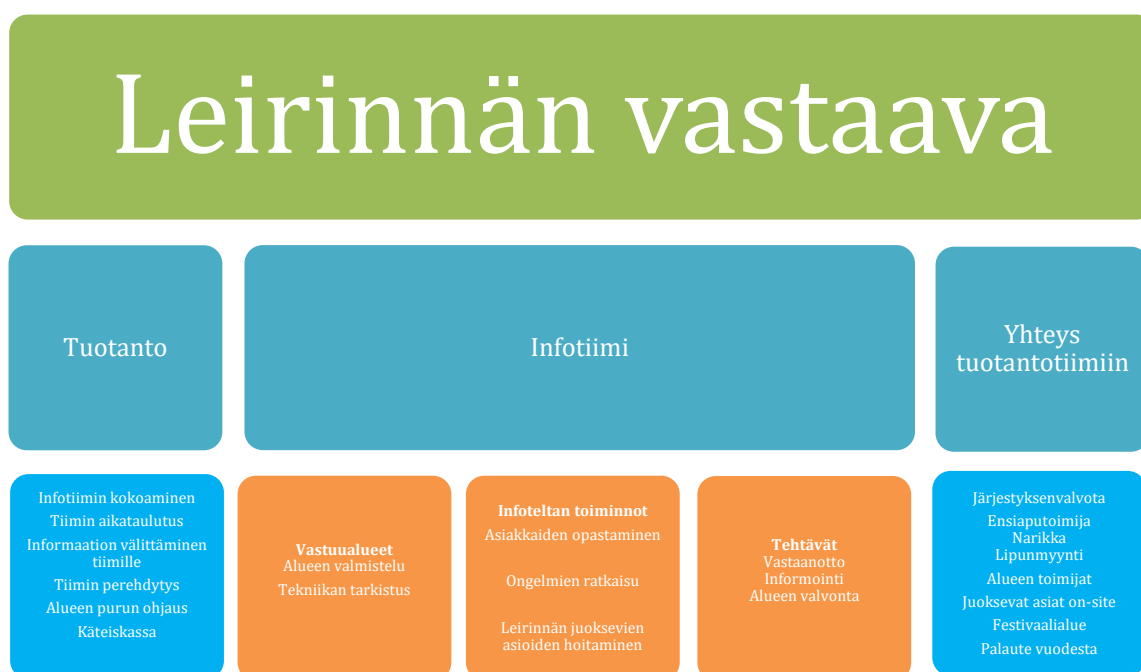 Leirinnän vastaava
Tuotanto
Infotiimi
Yhteys
tuotantotiimiin
Infotiimin kokoaminen
Tiimin aikataulutus
Informaation välittäminen
tiimille
Tiimin perehdytys
Alueen purun ohjaus
Käteiskassa
Vastuualueet
Alueen valmistelu
Tekniikan tarkistus
Infoteltan toiminnot
Asiakkaiden opastaminen
Ongelmien ratkaisu
Leirinnän juoksevien
asioiden hoitaminen
Tehtävät
Vastaanotto
Informointi
Alueen valvonta
Järjestyksenvalvota
Ensiaputoimija
Narikka
Lipunmyynti
Alueen toimijat
Juoksevat asiat on-site
Festivaalialue
Palaute vuodesta